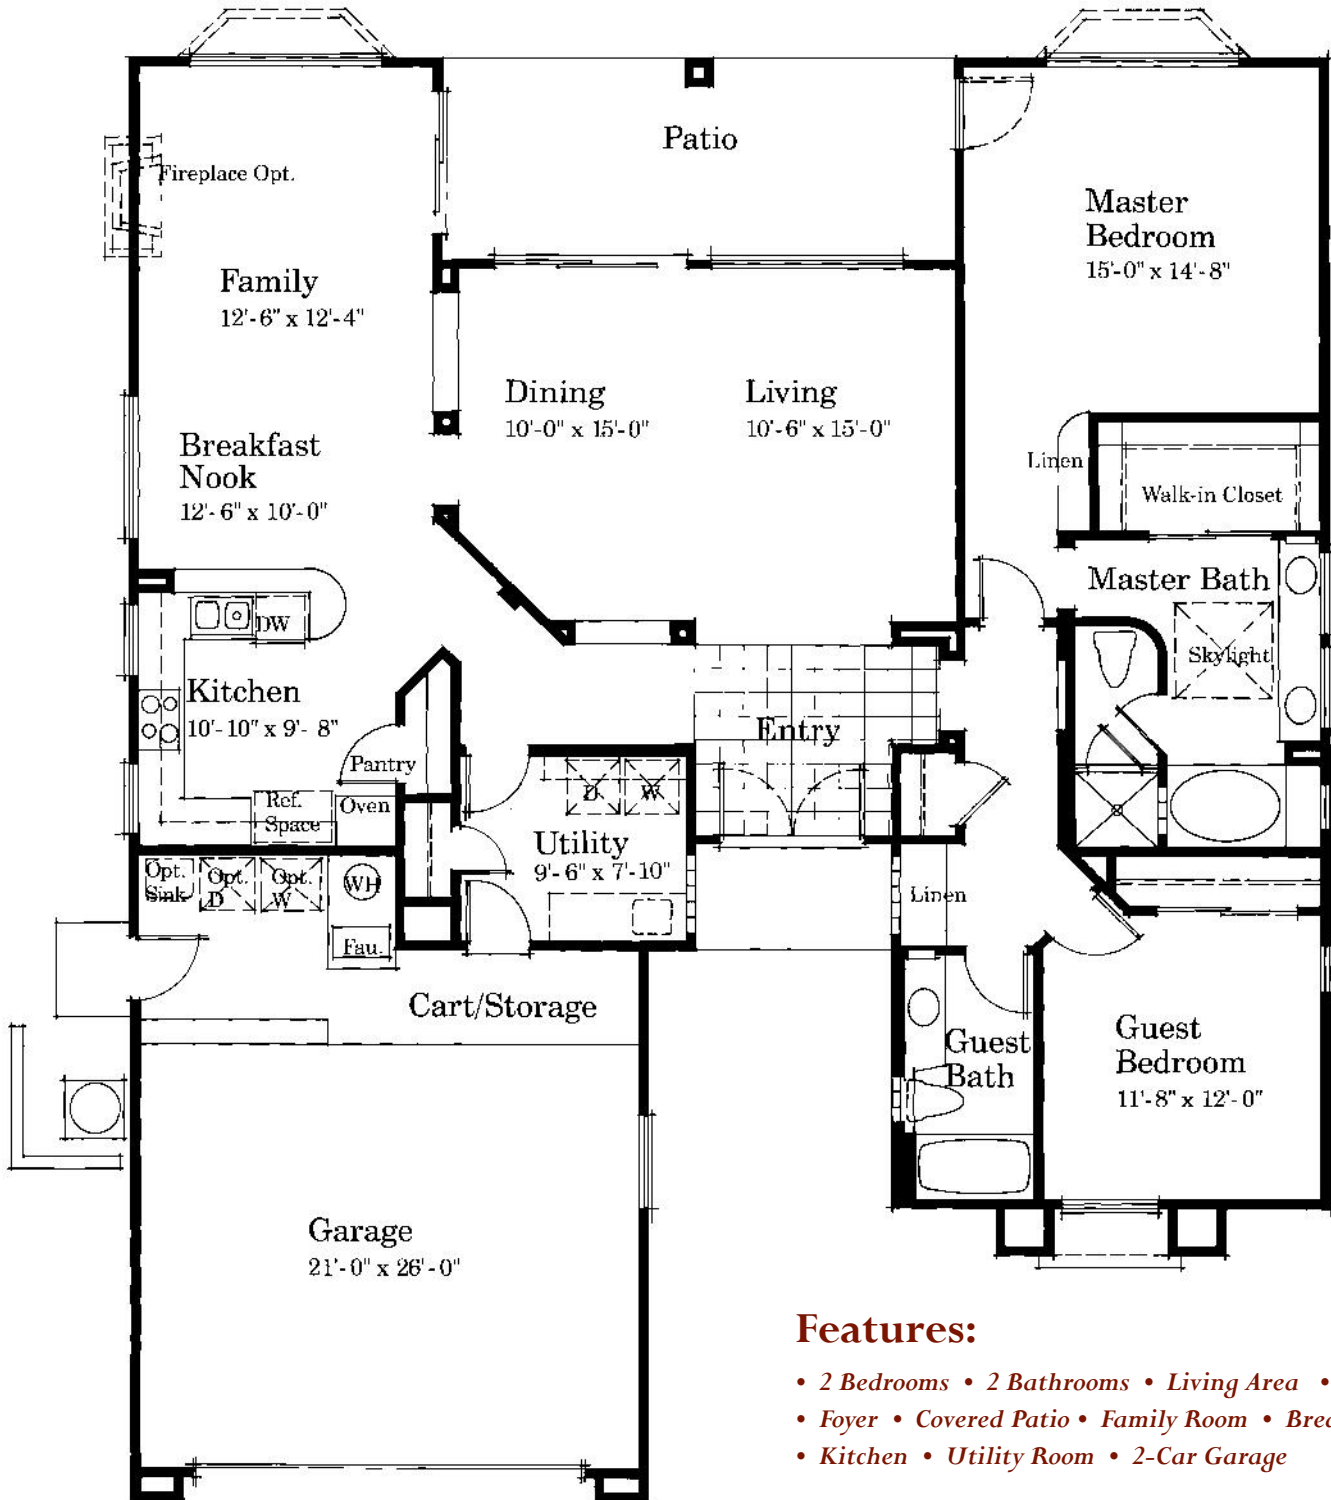 Patio
Fireplace Opt.
Master
Bedroom
15'-0" x 14'-8"
Family
12'-6" x 12'-4"
Dining
10'-0" x 15'-0"
Living
10'-6" x 15'-0"
Breakfast
Nook
12'-6" x 10'-0"
Linen
Walk-in Closet
Master Bath
Skylight
DW
Kitchen
10'-10" x 9'-8"
Pantry
Ref.
Space
Oven
Entry
D
W
Utility
9'-6" x 7'-10"
Opt.
Sink
Opt.
D
Opt.
W
WH
Fau.
Linen
Cart/Storage
Guest
Bath
Guest
Bedroom
11'-8" x 12'-0"
Garage
21'-0" x 26'-0"
Features:
• 2 Bedrooms • 2 Bathrooms • Living Area •
• Foyer • Covered Patio • Family Room •
• Kitchen • Utility Room • 2-Car Garage